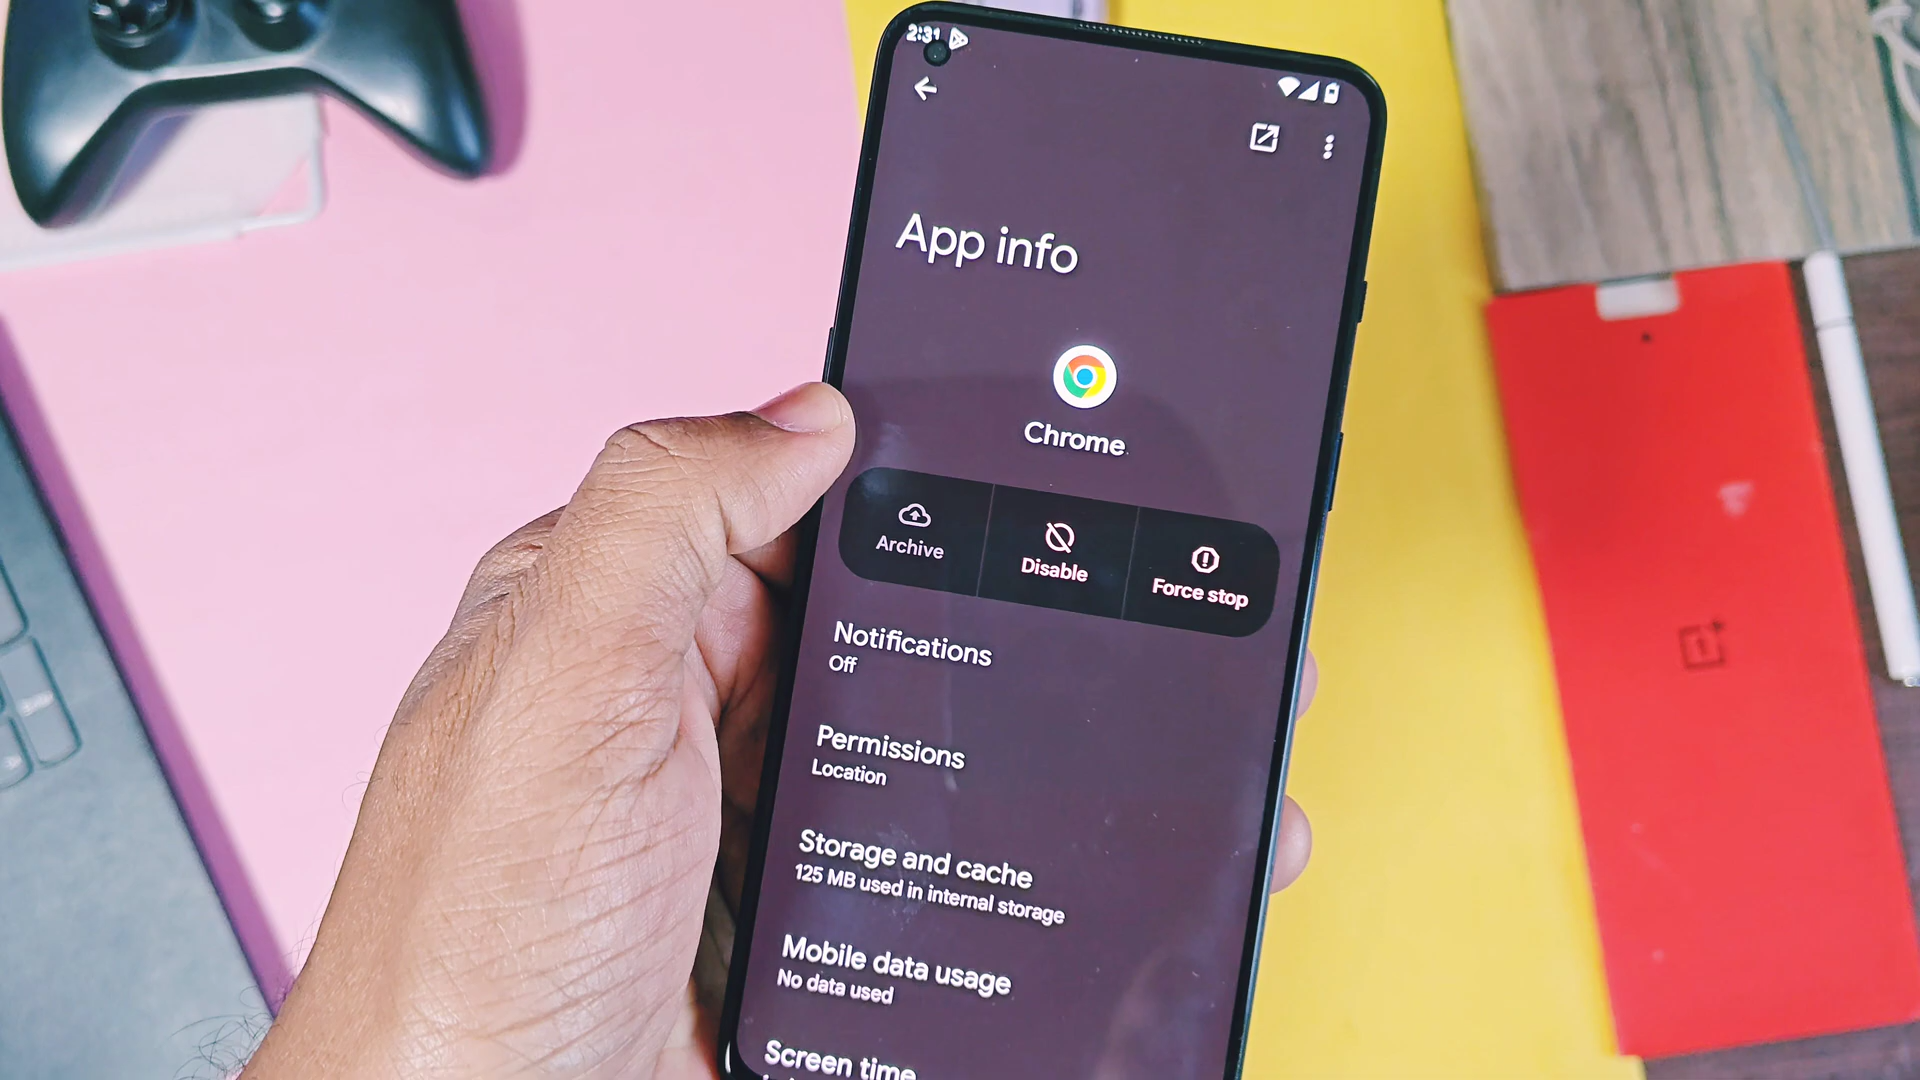 2:31
App info
Chrome
Archive
Disable
Force stop
Notifications
Off
Permissions
Location
Storage and cache
125 MB used in internal storage
Mobile data usage
No data used
Screen time